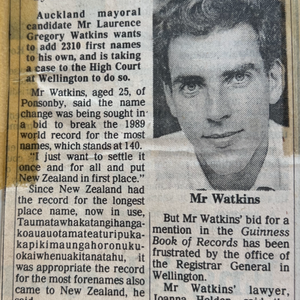 Auckland mayoral
candidate Mr Laurence
Gregory Watkins wants
to add 2310 first names
to his own, and is taking
a case to the High Court
at Wellington to do so.
Mr Watkins, aged 25, of
Ponsonby, said the name
change was being sought in
a bid to break the 1989
world record for the most
names, which stands at 140.
"I just want to settle it
once and for all and put
New Zealand in first place."
Since New Zealand had
the record for the longest
place name, now in use,
Taumatawhakatangihanga-
koauauotamateaturipuka-
kapikimaungahoronuku-
okaiwhenuakitanatahu, it
was appropriate the record
for the most forenames also
came to New Zealand, he
Mr Watkins
But Mr Watkins' bid for a
mention in the Guinness
Book of Records has been
frustrated by the office of
the Registrar General in
Wellington.
Mr Watkins' lawyer,